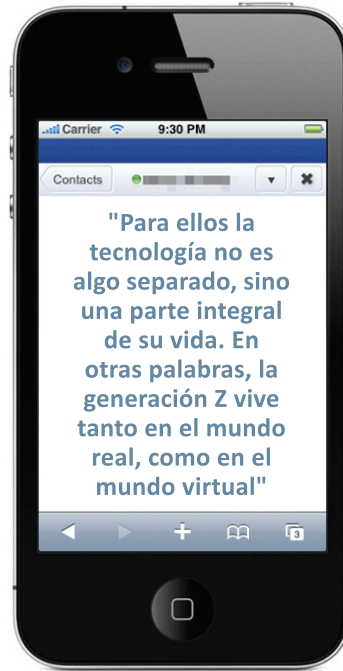 Carrier 9:30 PM
Contacts
"Para ellos la
tecnología no es
algo separado, sino
una parte integral
de su vida. En
otras palabras, la
generación Z vive
tanto en el mundo
real, como en el
mundo virtual"
3